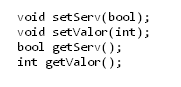 void setServ(bool);
void setValor(int);
bool getServ();
int getValor();